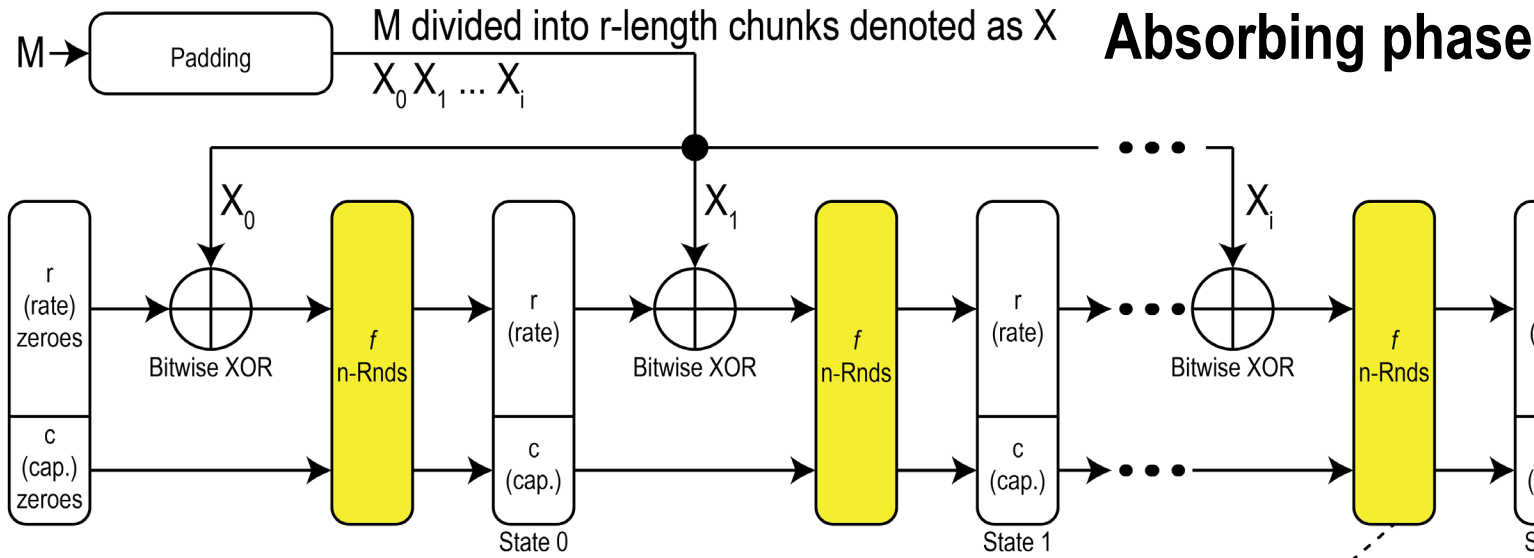 M divided into r-length chunks denoted as X
Absorbing phase
M
Padding
X₀ X₁ ... Xᵢ
X₀
X₁
Xᵢ
r
(rate)
zeroes
c
(cap.)
zeroes
Bitwise XOR
f
n-Rnds
r
(rate)
c
(cap.)
State 0
Bitwise XOR
f
n-Rnds
r
(rate)
c
(cap.)
State 1
Bitwise XOR
f
n-Rnds